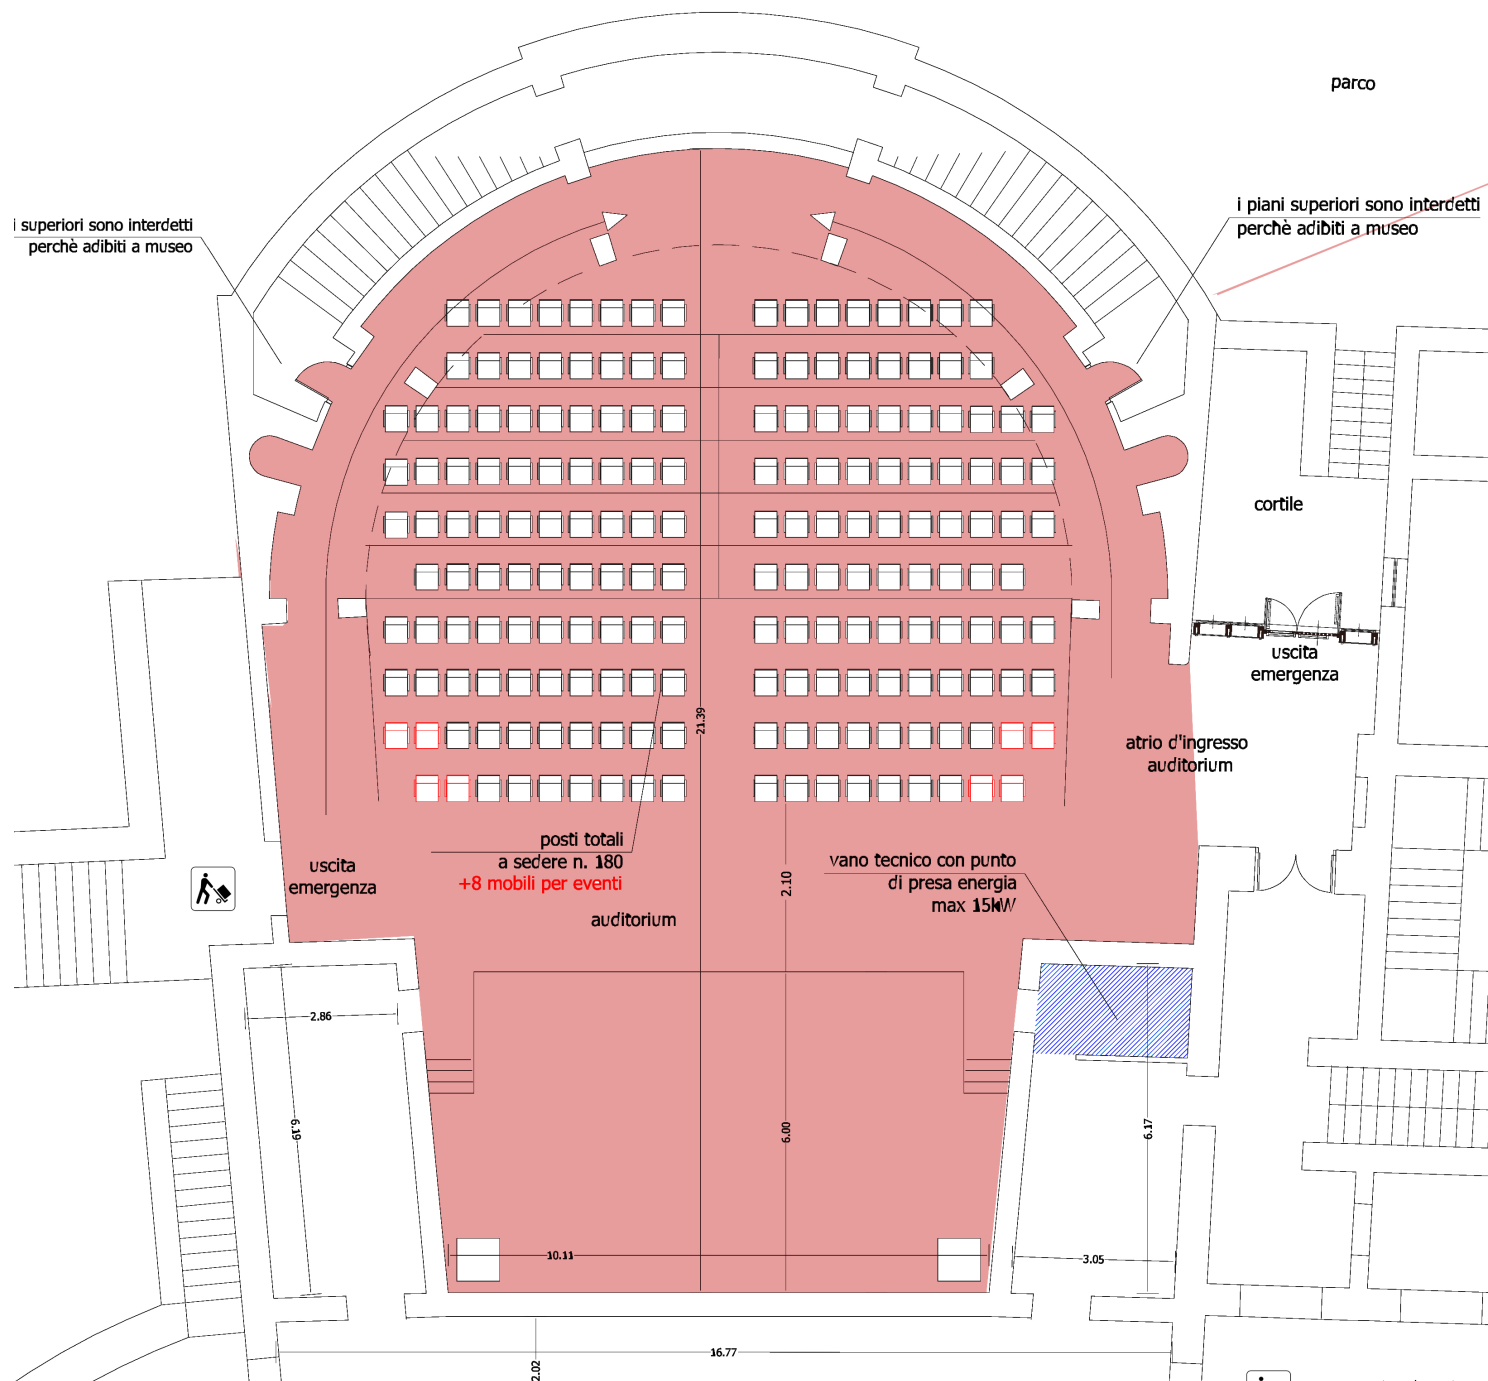 parco
i superiori sono interdetti
perchè adibiti a museo
i piani superiori sono interdetti
perchè adibiti a museo
cortile
uscita
emergenza
21.39
atrio d'ingresso
auditorium
posti totali
a sedere n. 180
+8 mobili per eventi
uscita
emergenza
vano tecnico con punto
di presa energia
max 15kW
2.10
auditorium
2.86
6.19
6.00
6.17
10.11
3.05
16.77
2.02